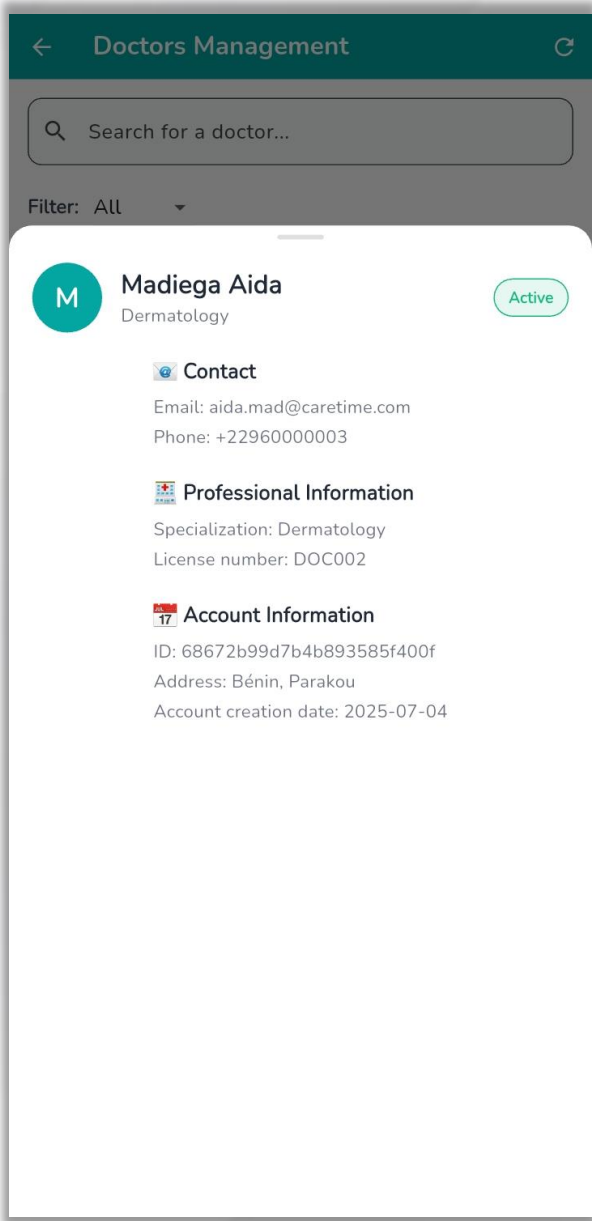 Doctors Management
Search for a doctor...
Filter: All
M
Madiega Aida
Active
Dermatology
Contact
Email: aida.mad@caretime.com
Phone: +22960000003
Professional Information
Specialization: Dermatology
License number: DOC002
17 Account Information
ID: 68672b99d7b4b893585f400f
Address: Bénin, Parakou
Account creation date: 2025-07-04